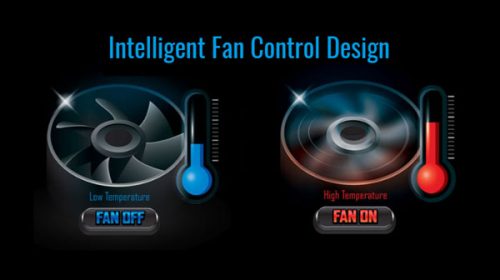 Intelligent Fan Control Design
Low Temperature
High Temperature
FAN OFF
FAN ON